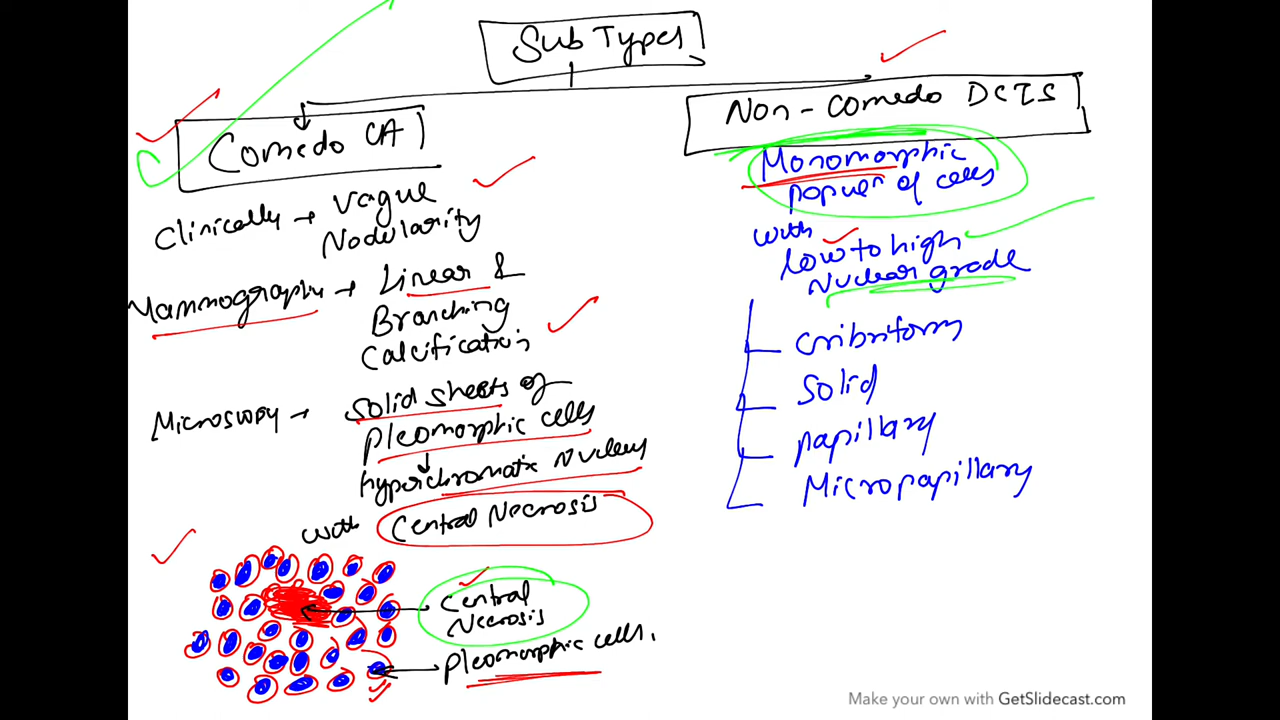 Sub Types
Comedo CA
Clinically → Vague
Nodularity
Mammography → Linear &
Branching
Calcifications
Microscopy → solid sheets of
pleomorphic cells
hyperchromatic Nucleus
with Central Necrosis
Central
Necrosis
pleomorphic cells.
Non-Comedo DCIS
Monomorphic
popuⁿ of cells
with
low to high
Nuclear grade
cribriform
solid
papillary
Micropapillary
Make your own with GetSlidecast.com